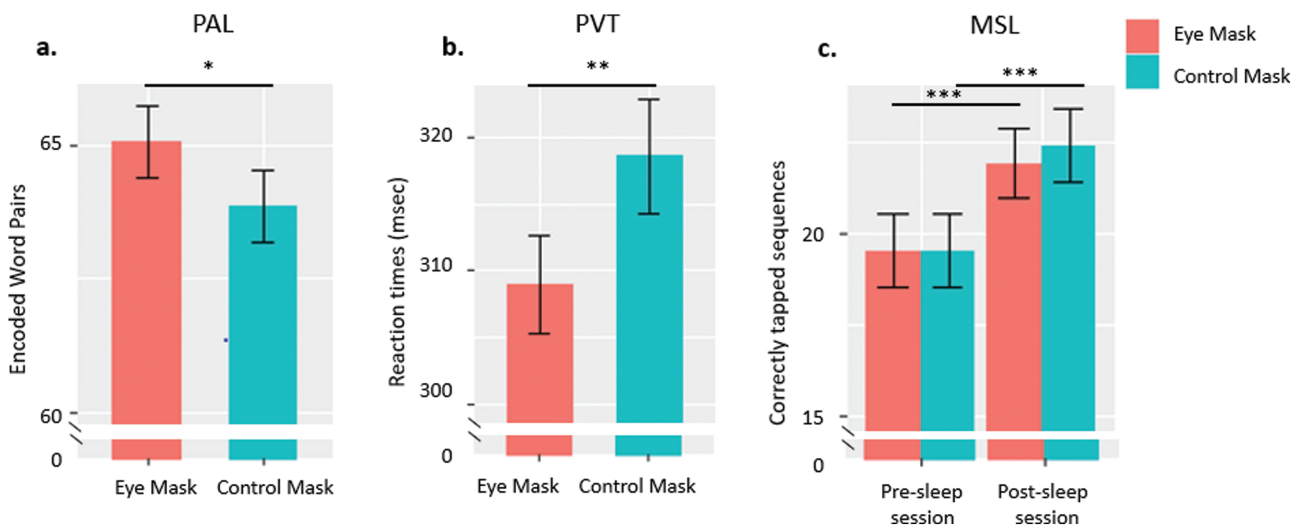 PAL
a.
*
Encoded Word Pairs
65
60
0
Eye Mask
Control Mask
PVT
b.
**
Reaction times (msec)
320
310
300
0
Eye Mask
Control Mask
MSL
c.
***
***
Correctly tapped sequences
20
15
0
Pre-sleep
session
Post-sleep
session
Eye Mask
Control Mask